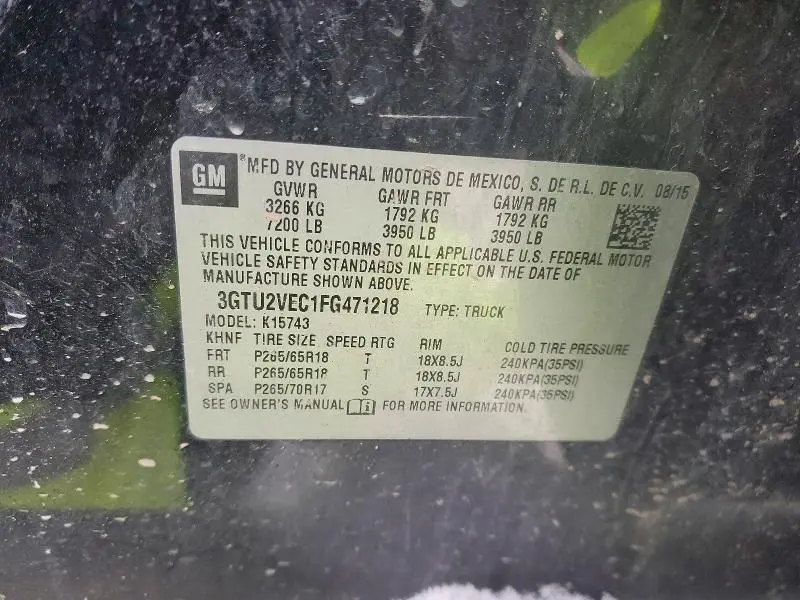 GM ®MFD BY GENERAL MOTORS DE MEXICO, S. DE R.L. DE C.V. 08/15
GVWR GAWR FRT GAWR RR
3266 KG 1792 KG 1792 KG
7200 LB 3950 LB 3950 LB
THIS VEHICLE CONFORMS TO ALL APPLICABLE U.S. FEDERAL MOTOR
VEHICLE SAFETY STANDARDS IN EFFECT ON THE DATE OF
MANUFACTURE SHOWN ABOVE.
3GTU2VEC1FG471218 TYPE: TRUCK
MODEL: K15743
KHNF TIRE SIZE SPEED RTG RIM COLD TIRE PRESSURE
FRT P265/65R18 T 18X8.5J 240KPA(35PSI)
RR P265/65R18 T 18X8.5J 240KPA(35PSI)
SPA P265/70R17 S 17X7.5J 240KPA(35PSI)
SEE OWNER'S MANUAL FOR MORE INFORMATION.